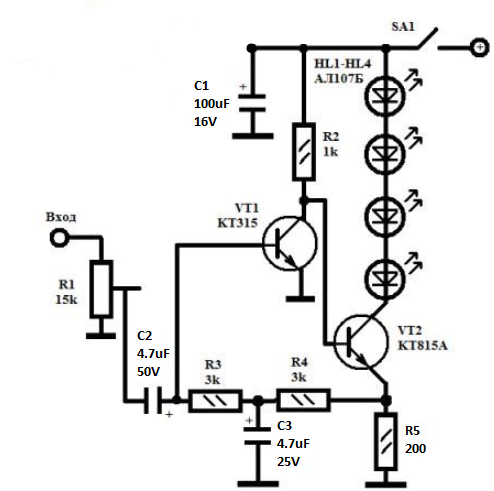 SA1
+
HL1-HL4
АЛ107Б
C1
+
100uF
16V
R2
1k
VT1
KT315
Вход
R1
15k
VT2
KT815A
C2
4.7uF
50V
+
R3
3k
R4
3k
+
C3
4.7uF
25V
R5
200